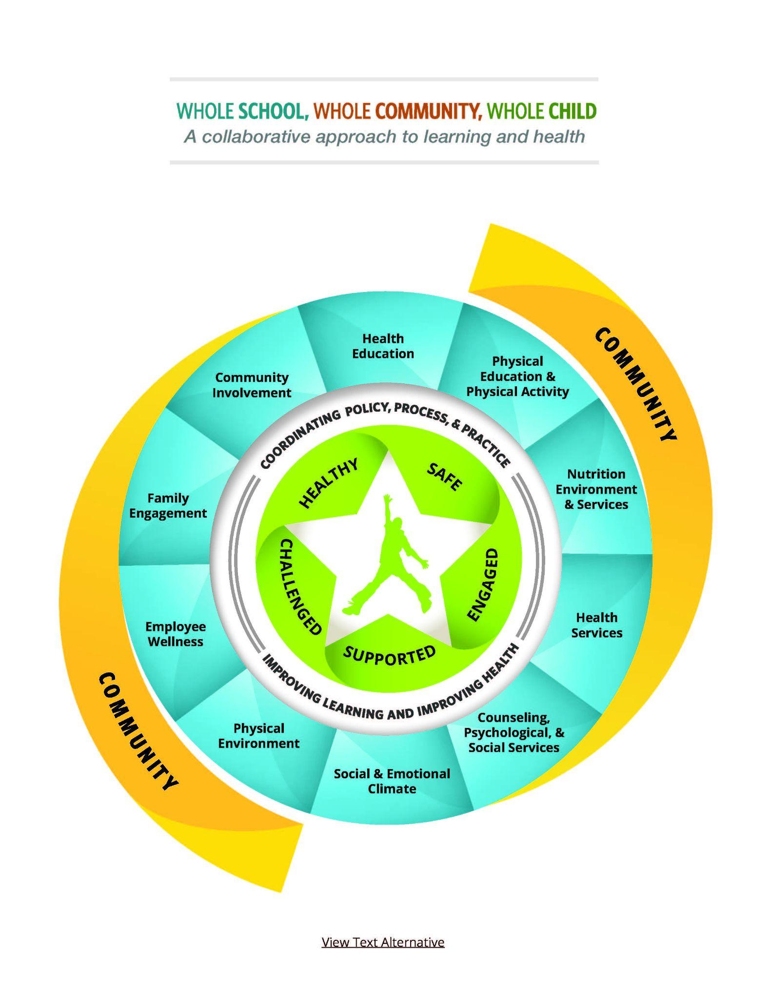 WHOLE SCHOOL, WHOLE COMMUNITY, WHOLE CHILD
A collaborative approach to learning and health
COMMUNITY
Health
Education
Physical
Education &
Physical Activity
Nutrition
Environment
& Services
Health
Services
Counseling,
Psychological, &
Social Services
Social & Emotional
Climate
Physical
Environment
Employee
Wellness
Family
Engagement
Community
Involvement
COORDINATING POLICY, PROCESS, & PRACTICE
IMPROVING LEARNING AND IMPROVING HEALTH
HEALTHY
SAFE
ENGAGED
SUPPORTED
CHALLENGED
COMMUNITY
View Text Alternative